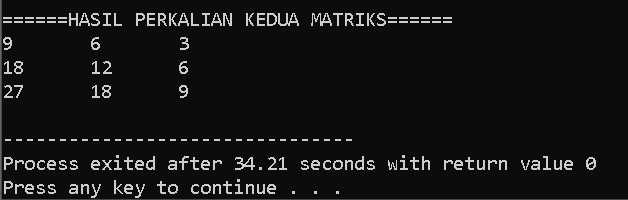 ======HASIL PERKALIAN KEDUA MATRIKS======
9 6 3
18 12 6
27 18 9
--------------------------------
Process exited after 34.21 seconds with return value 0
Press any key to continue . . .